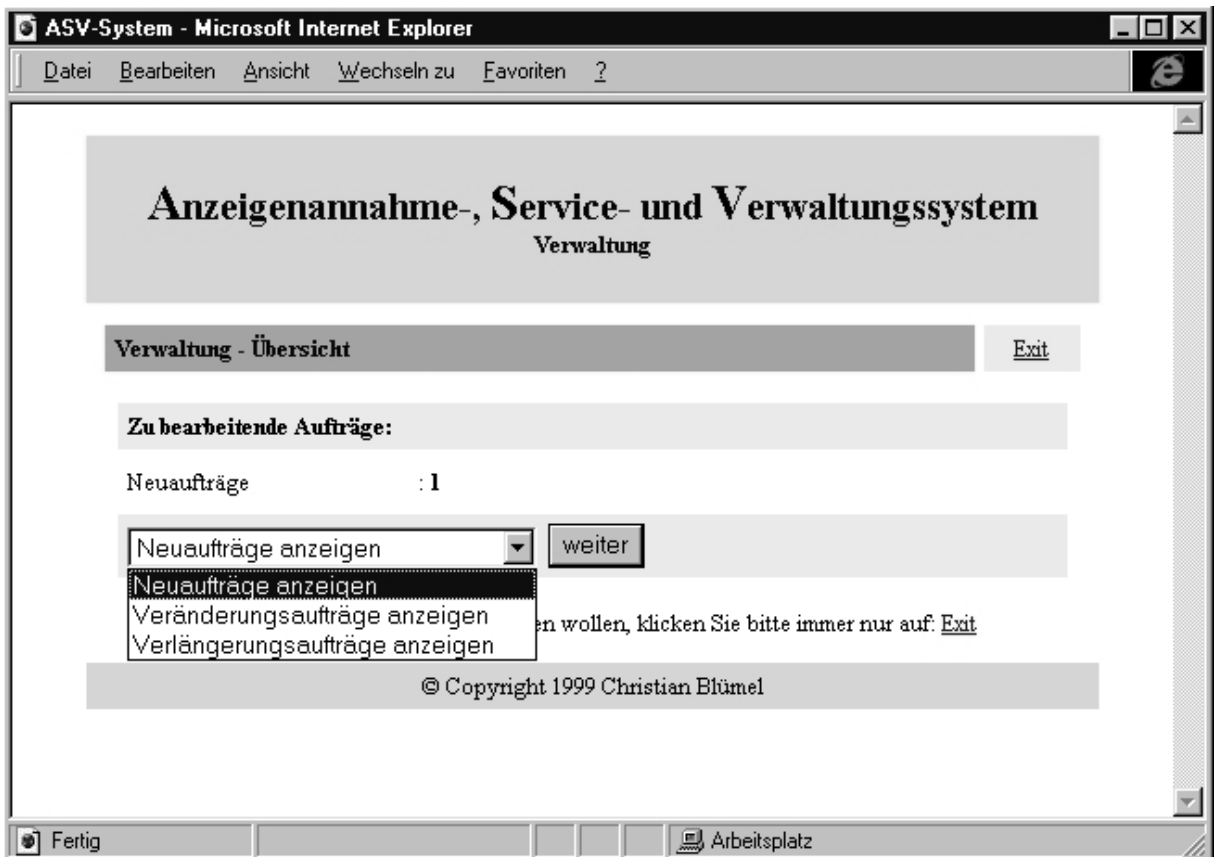 ASV-System - Microsoft Internet Explorer
Datei Bearbeiten Ansicht Wechseln zu Favoriten ?
Anzeigenannahme-, Service- und Verwaltungssystem
Verwaltung
Verwaltung - Übersicht Exit
Zu bearbeitende Aufträge:
Neuaufträge : 1
Neuaufträge anzeigen weiter
Neuaufträge anzeigen
Veränderungsaufträge anzeigen
en wollen, klicken Sie bitte immer nur auf: Exit
Verlängerungsaufträge anzeigen
© Copyright 1999 Christian Blümel
Fertig Arbeitsplatz